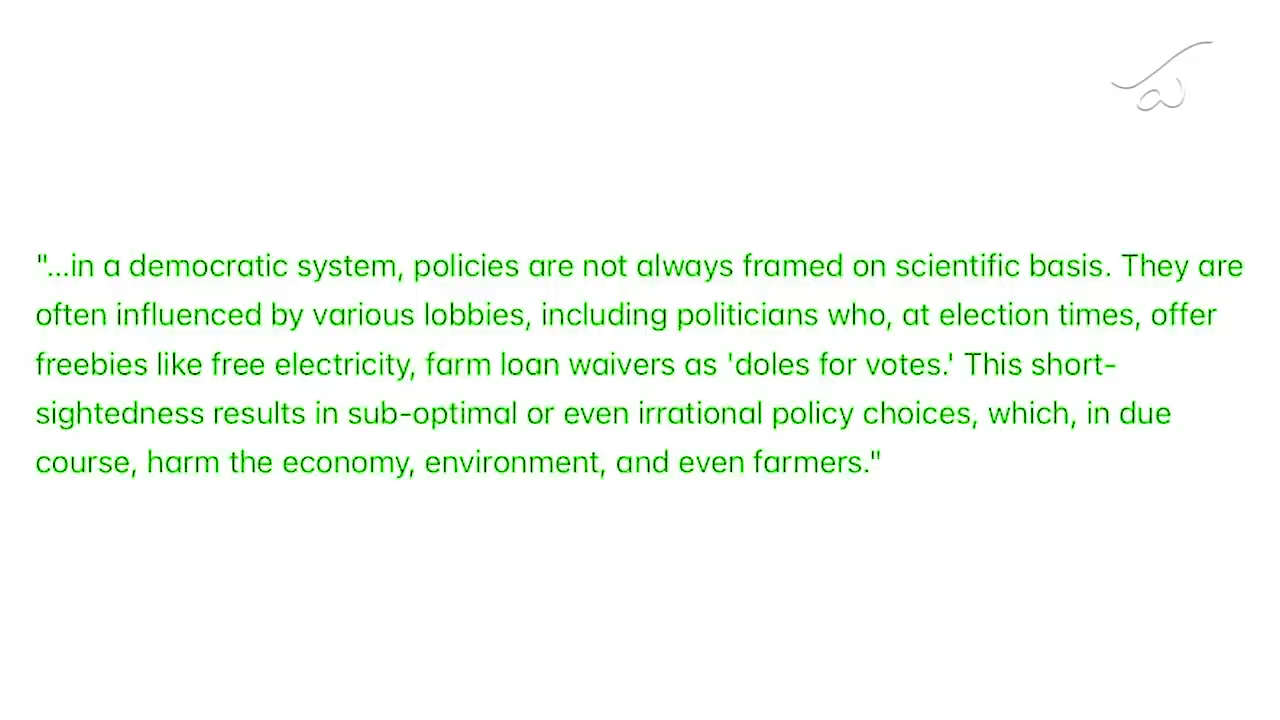 "...in a democratic system, policies are not always framed on scientific basis. They are
often influenced by various lobbies, including politicians who, at election times, offer
freebies like free electricity, farm loan waivers as 'doles for votes.' This short-
sightedness results in sub-optimal or even irrational policy choices, which, in due
course, harm the economy, environment, and even farmers."